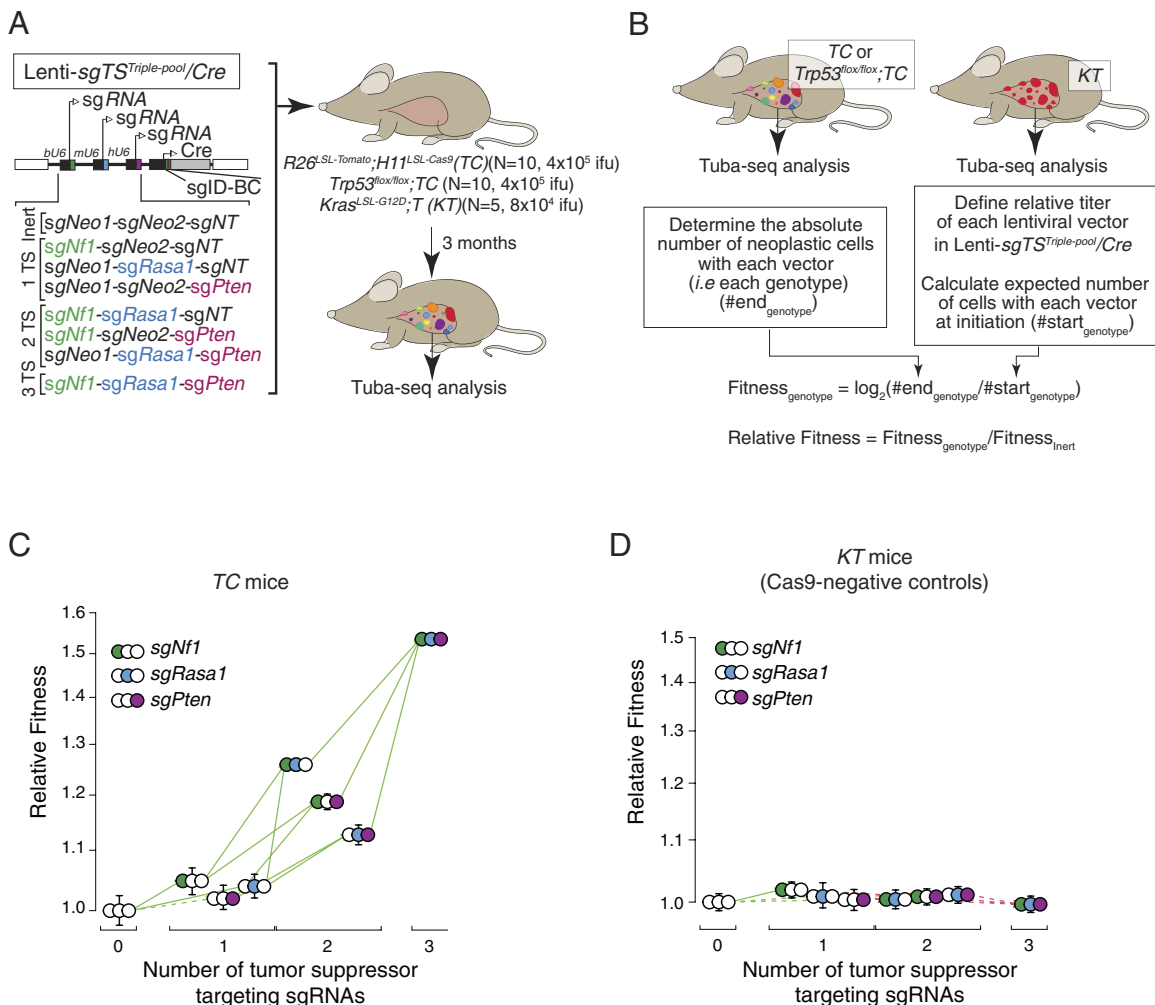 A
Lenti-sgTS^Triple-pool/Cre
sgRNA
sgRNA
sgRNA
Cre
bU6 mU6 hU6
sgID-BC
Inert
sgNeo1-sgNeo2-sgNT
1 TS
sgNf1-sgNeo2-sgNT
sgNeo1-sgRasa1-sgNT
sgNeo1-sgNeo2-sgPten
2 TS
sgNf1-sgRasa1-sgNT
sgNf1-sgNeo2-sgPten
sgNeo1-sgRasa1-sgPten
3 TS
sgNf1-sgRasa1-sgPten
R26^LSL-Tomato;H11^LSL-Cas9(TC)(N=10, 4x10^5 ifu)
Trp53^flox/flox;TC (N=10, 4x10^5 ifu)
Kras^LSL-G12D;T (KT)(N=5, 8x10^4 ifu)
3 months
Tuba-seq analysis
B
TC or
Trp53^flox/flox;TC
KT
Tuba-seq analysis
Tuba-seq analysis
Determine the absolute
number of neoplastic cells
with each vector
(i.e each genotype)
(#end_genotype)
Define relative titer
of each lentiviral vector
in Lenti-sgTS^Triple-pool/Cre
Calculate expected number
of cells with each vector
at initiation (#start_genotype)
Fitness_genotype = log_2(#end_genotype/#start_genotype)
Relative Fitness = Fitness_genotype/Fitness_Inert
C
TC mice
Relative Fitness
1.6
1.5
1.4
1.3
1.2
1.1
1.0
sgNf1
sgRasa1
sgPten
0 1 2 3
Number of tumor suppressor
targeting sgRNAs
D
KT mice
(Cas9-negative controls)
Relataive Fitness
1.5
1.4
1.3
1.2
1.1
1.0
sgNf1
sgRasa1
sgPten
0 1 2 3
Number of tumor suppressor
targeting sgRNAs